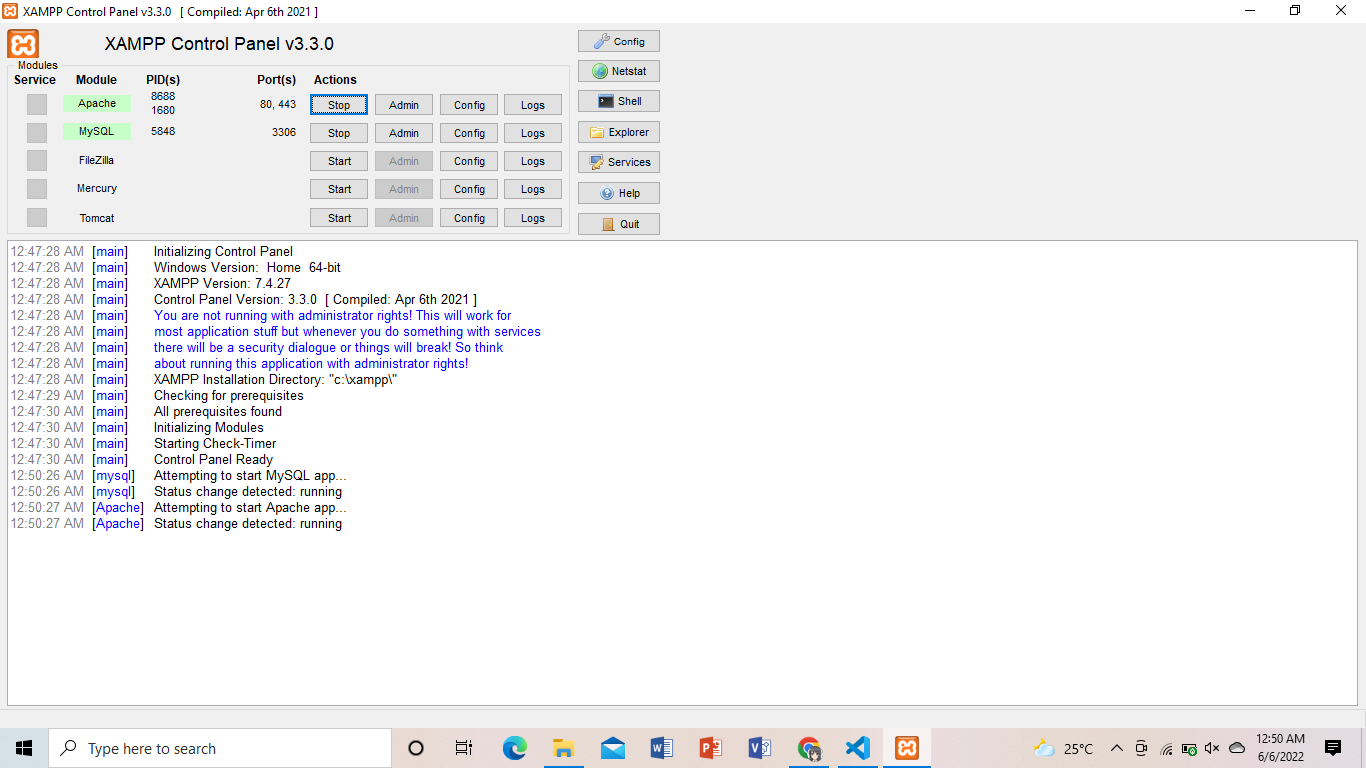 XAMPP Control Panel v3.3.0 [ Compiled: Apr 6th 2021 ]
XAMPP Control Panel v3.3.0
Config
Modules
Service Module PID(s) Port(s) Actions
Netstat
Apache 8688 1680 80, 443 Stop Admin Config Logs
Shell
MySQL 5848 3306 Stop Admin Config Logs
Explorer
FileZilla Start Admin Config Logs
Services
Mercury Start Admin Config Logs
Help
Tomcat Start Admin Config Logs
Quit
12:47:28 AM [main] Initializing Control Panel
12:47:28 AM [main] Windows Version: Home 64-bit
12:47:28 AM [main] XAMPP Version: 7.4.27
12:47:28 AM [main] Control Panel Version: 3.3.0 [ Compiled: Apr 6th 2021 ]
12:47:28 AM [main] You are not running with administrator rights! This will work for
12:47:28 AM [main] most application stuff but whenever you do something with services
12:47:28 AM [main] there will be a security dialogue or things will break! So think
12:47:28 AM [main] about running this application with administrator rights!
12:47:28 AM [main] XAMPP Installation Directory: "c:\xampp\"
12:47:29 AM [main] Checking for prerequisites
12:47:30 AM [main] All prerequisites found
12:47:30 AM [main] Initializing Modules
12:47:30 AM [main] Starting Check-Timer
12:47:30 AM [main] Control Panel Ready
12:50:26 AM [mysql] Attempting to start MySQL app...
12:50:26 AM [mysql] Status change detected: running
12:50:27 AM [Apache] Attempting to start Apache app...
12:50:27 AM [Apache] Status change detected: running
Type here to search
25°C
12:50 AM
6/6/2022